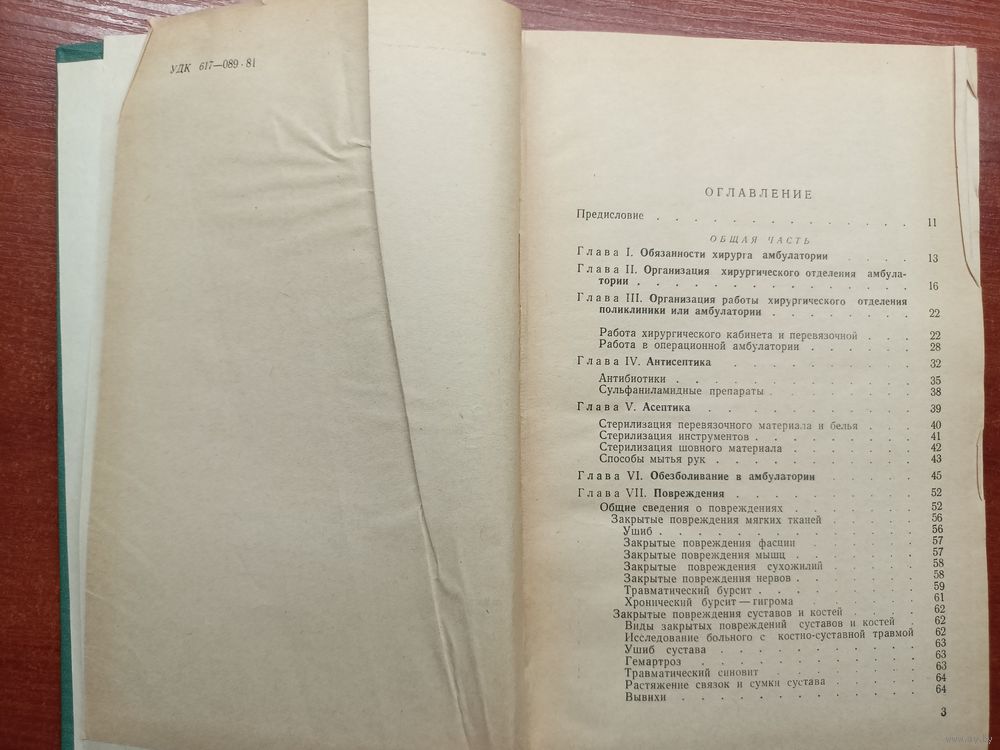 УДК 617—089·81
ОГЛАВЛЕНИЕ
Предисловие . . . . . . . . . . . 11
ОБЩАЯ ЧАСТЬ
Глава I. Обязанности хирурга амбулатории . . . . 13
Глава II. Организация хирургического отделения амбула-
тории . . . . . . . . . . . . 16
Глава III. Организация работы хирургического отделения
поликлиники или амбулатории . . . . . . 22
Работа хирургического кабинета и перевязочной . . . 22
Работа в операционной амбулатории . . . . . . 28
Глава IV. Антисептика . . . . . . . . 32
Антибиотики . . . . . . . . . . . 35
Сульфаниламидные препараты . . . . . . . 38
Глава V. Асептика . . . . . . . . . 39
Стерилизация перевязочного материала и белья . . . 40
Стерилизация инструментов . . . . . . . 41
Стерилизация шовного материала . . . . . . 42
Способы мытья рук . . . . . . . . . 43
Глава VI. Обезболивание в амбулатории . . . . 45
Глава VII. Повреждения . . . . . . . . 52
Общие сведения о повреждениях . . . . . . 52
Закрытые повреждения мягких тканей . . . . . 56
Ушиб . . . . . . . . . . . 56
Закрытые повреждения фасции . . . . . 57
Закрытые повреждения мышц . . . . . . 57
Закрытые повреждения сухожилий . . . . 58
Закрытые повреждения нервов . . . . . . 58
Травматический бурсит . . . . . . . 59
Хронический бурсит — гигрома . . . . . 61
Закрытые повреждения суставов и костей . . . . 62
Виды закрытых повреждений суставов и костей . 62
Исследование больного с костно-суставной травмой 62
Ушиб сустава . . . . . . . . . 63
Гемартроз . . . . . . . . . . 63
Травматический синовит . . . . . . . 63
Растяжение связок и сумки сустава . . . . 64
Вывихи . . . . . . . . . . 64
3